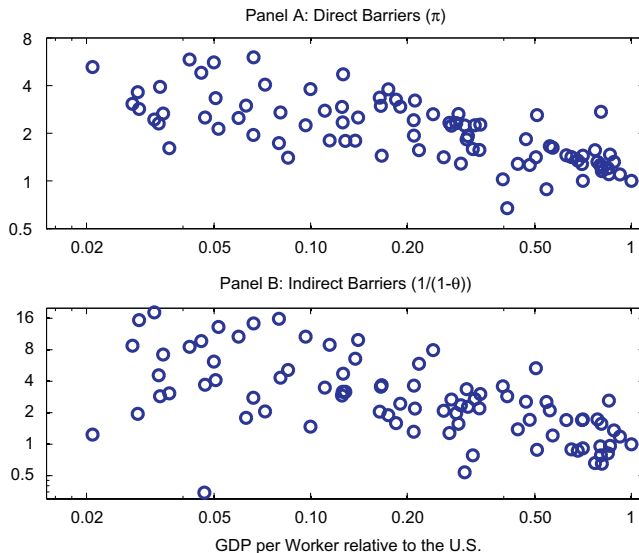 Panel A: Direct Barriers (π)
8
4
2
1
0.5
0.02 0.05 0.10 0.20 0.50 1
Panel B: Indirect Barriers (1/(1-θ))
16
8
4
2
1
0.5
0.02 0.05 0.10 0.20 0.50 1
GDP per Worker relative to the U.S.